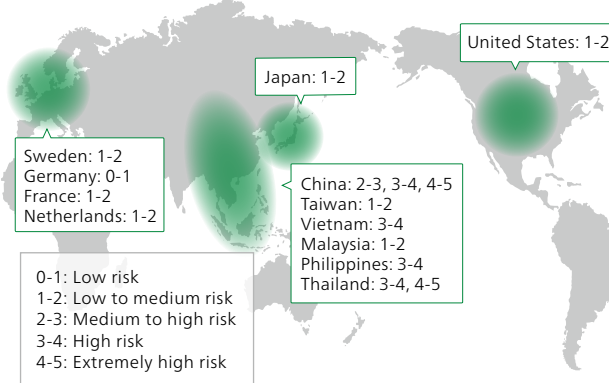 United States: 1-2
Japan: 1-2
Sweden: 1-2
Germany: 0-1
France: 1-2
Netherlands: 1-2
China: 2-3, 3-4, 4-5
Taiwan: 1-2
Vietnam: 3-4
Malaysia: 1-2
Philippines: 3-4
Thailand: 3-4, 4-5
0-1: Low risk
1-2: Low to medium risk
2-3: Medium to high risk
3-4: High risk
4-5: Extremely high risk